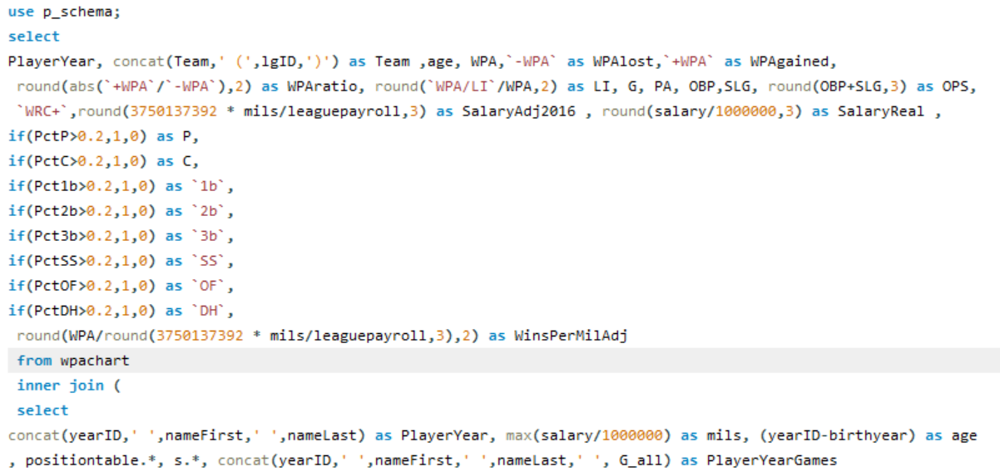 use p_schema;
select
PlayerYear, concat(Team,' (',lgID,')') as Team ,age, WPA,`-WPA` as WPAlost,`+WPA` as WPAgained,
round(abs(`+WPA`/`-WPA`),2) as WPAratio, round(`WPA/LI`/WPA,2) as LI, G, PA, OBP,SLG, round(OBP+SLG,3) as OPS,
`WRC+`,round(3750137392 * mils/leaguepayroll,3) as SalaryAdj2016 , round(salary/1000000,3) as SalaryReal ,
if(PctP>0.2,1,0) as P,
if(PctC>0.2,1,0) as C,
if(Pct1b>0.2,1,0) as `1b`,
if(Pct2b>0.2,1,0) as `2b`,
if(Pct3b>0.2,1,0) as `3b`,
if(PctSS>0.2,1,0) as `SS`,
if(PctOF>0.2,1,0) as `OF`,
if(PctDH>0.2,1,0) as `DH`,
round(WPA/round(3750137392 * mils/leaguepayroll,3),2) as WinsPerMilAdj
from wpachart
inner join (
select
concat(yearID,' ',nameFirst,' ',nameLast) as PlayerYear, max(salary/1000000) as mils, (yearID-birthyear) as age
, positiontable.*, s.*, concat(yearID,' ',nameFirst,' ',nameLast,' ', G_all) as PlayerYearGames